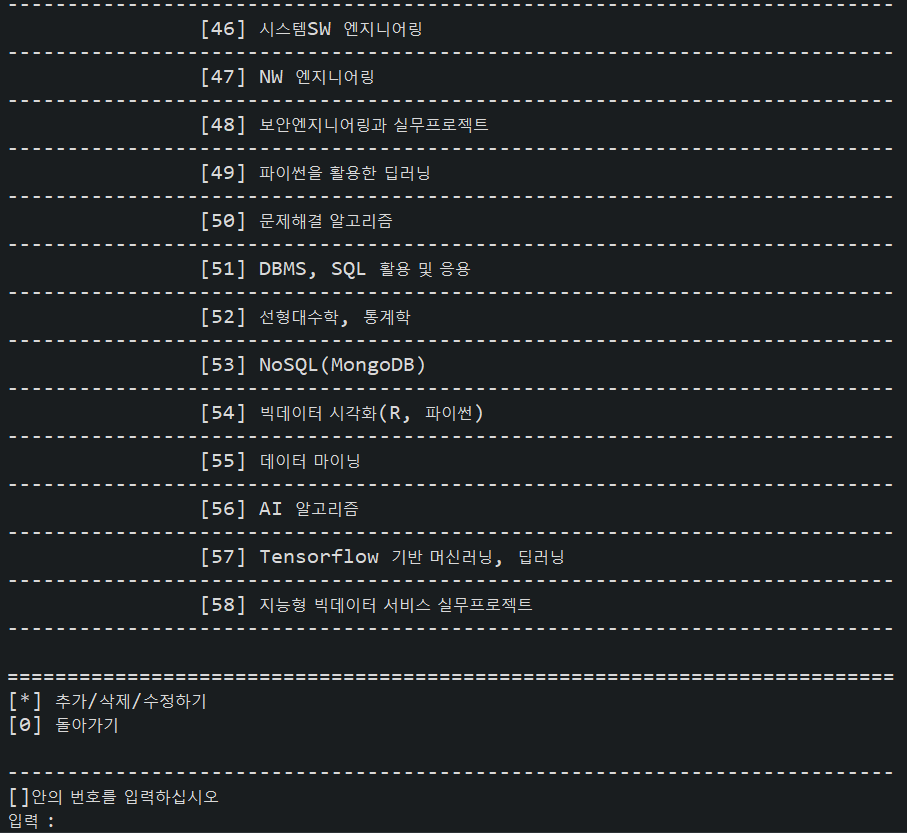 --------------------------------------------------------------------------
[46] 시스템SW 엔지니어링
--------------------------------------------------------------------------
[47] NW 엔지니어링
--------------------------------------------------------------------------
[48] 보안엔지니어링과 실무프로젝트
--------------------------------------------------------------------------
[49] 파이썬을 활용한 딥러닝
--------------------------------------------------------------------------
[50] 문제해결 알고리즘
--------------------------------------------------------------------------
[51] DBMS, SQL 활용 및 응용
--------------------------------------------------------------------------
[52] 선형대수학, 통계학
--------------------------------------------------------------------------
[53] NoSQL(MongoDB)
--------------------------------------------------------------------------
[54] 빅데이터 시각화(R, 파이썬)
--------------------------------------------------------------------------
[55] 데이터 마이닝
--------------------------------------------------------------------------
[56] AI 알고리즘
--------------------------------------------------------------------------
[57] Tensorflow 기반 머신러닝, 딥러닝
--------------------------------------------------------------------------
[58] 지능형 빅데이터 서비스 실무프로젝트
--------------------------------------------------------------------------
==========================================================================
[*] 추가/삭제/수정하기
[0] 돌아가기
--------------------------------------------------------------------------
[]안의 번호를 입력하십시오
입력 :